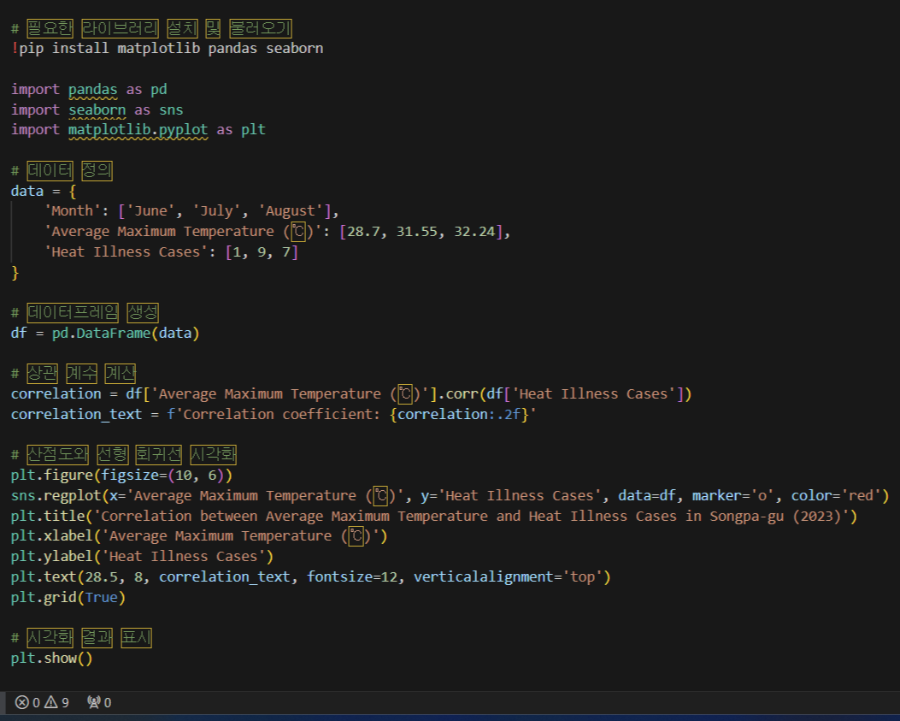 # 필요한 라이브러리 설치 및 불러오기
!pip install matplotlib pandas seaborn
import pandas as pd
import seaborn as sns
import matplotlib.pyplot as plt
# 데이터 정의
data = {
'Month': ['June', 'July', 'August'],
'Average Maximum Temperature (℃)': [28.7, 31.55, 32.24],
'Heat Illness Cases': [1, 9, 7]
}
# 데이터프레임 생성
df = pd.DataFrame(data)
# 상관 계수 계산
correlation = df['Average Maximum Temperature (℃)'].corr(df['Heat Illness Cases'])
correlation_text = f'Correlation coefficient: {correlation:.2f}'
# 산점도와 선형 회귀선 시각화
plt.figure(figsize=(10, 6))
sns.regplot(x='Average Maximum Temperature (℃)', y='Heat Illness Cases', data=df, marker='o', color='red')
plt.title('Correlation between Average Maximum Temperature and Heat Illness Cases in Songpa-gu (2023)')
plt.xlabel('Average Maximum Temperature (℃)')
plt.ylabel('Heat Illness Cases')
plt.text(28.5, 8, correlation_text, fontsize=12, verticalalignment='top')
plt.grid(True)
# 시각화 결과 표시
plt.show()
0 9 0